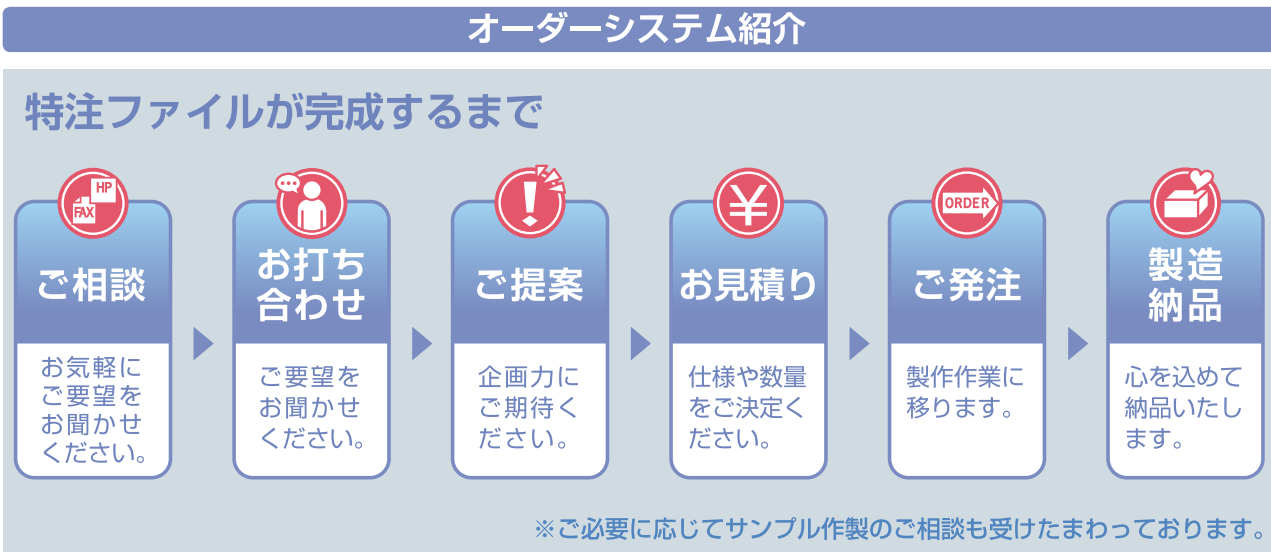 オーダーシステム紹介
特注ファイルが完成するまで
HP
FAX
ご相談
お気軽に
ご要望を
お聞かせ
ください。
お打ち
合わせ
ご要望を
お聞かせ
ください。
ご提案
企画力に
ご期待く
ださい。
¥
お見積り
仕様や数量
をご決定く
ださい。
ORDER
ご発注
製作作業に
移ります。
製造
納品
心を込めて
納品いたし
ます。
※ご必要に応じてサンプル作製のご相談も受けたまわっております。